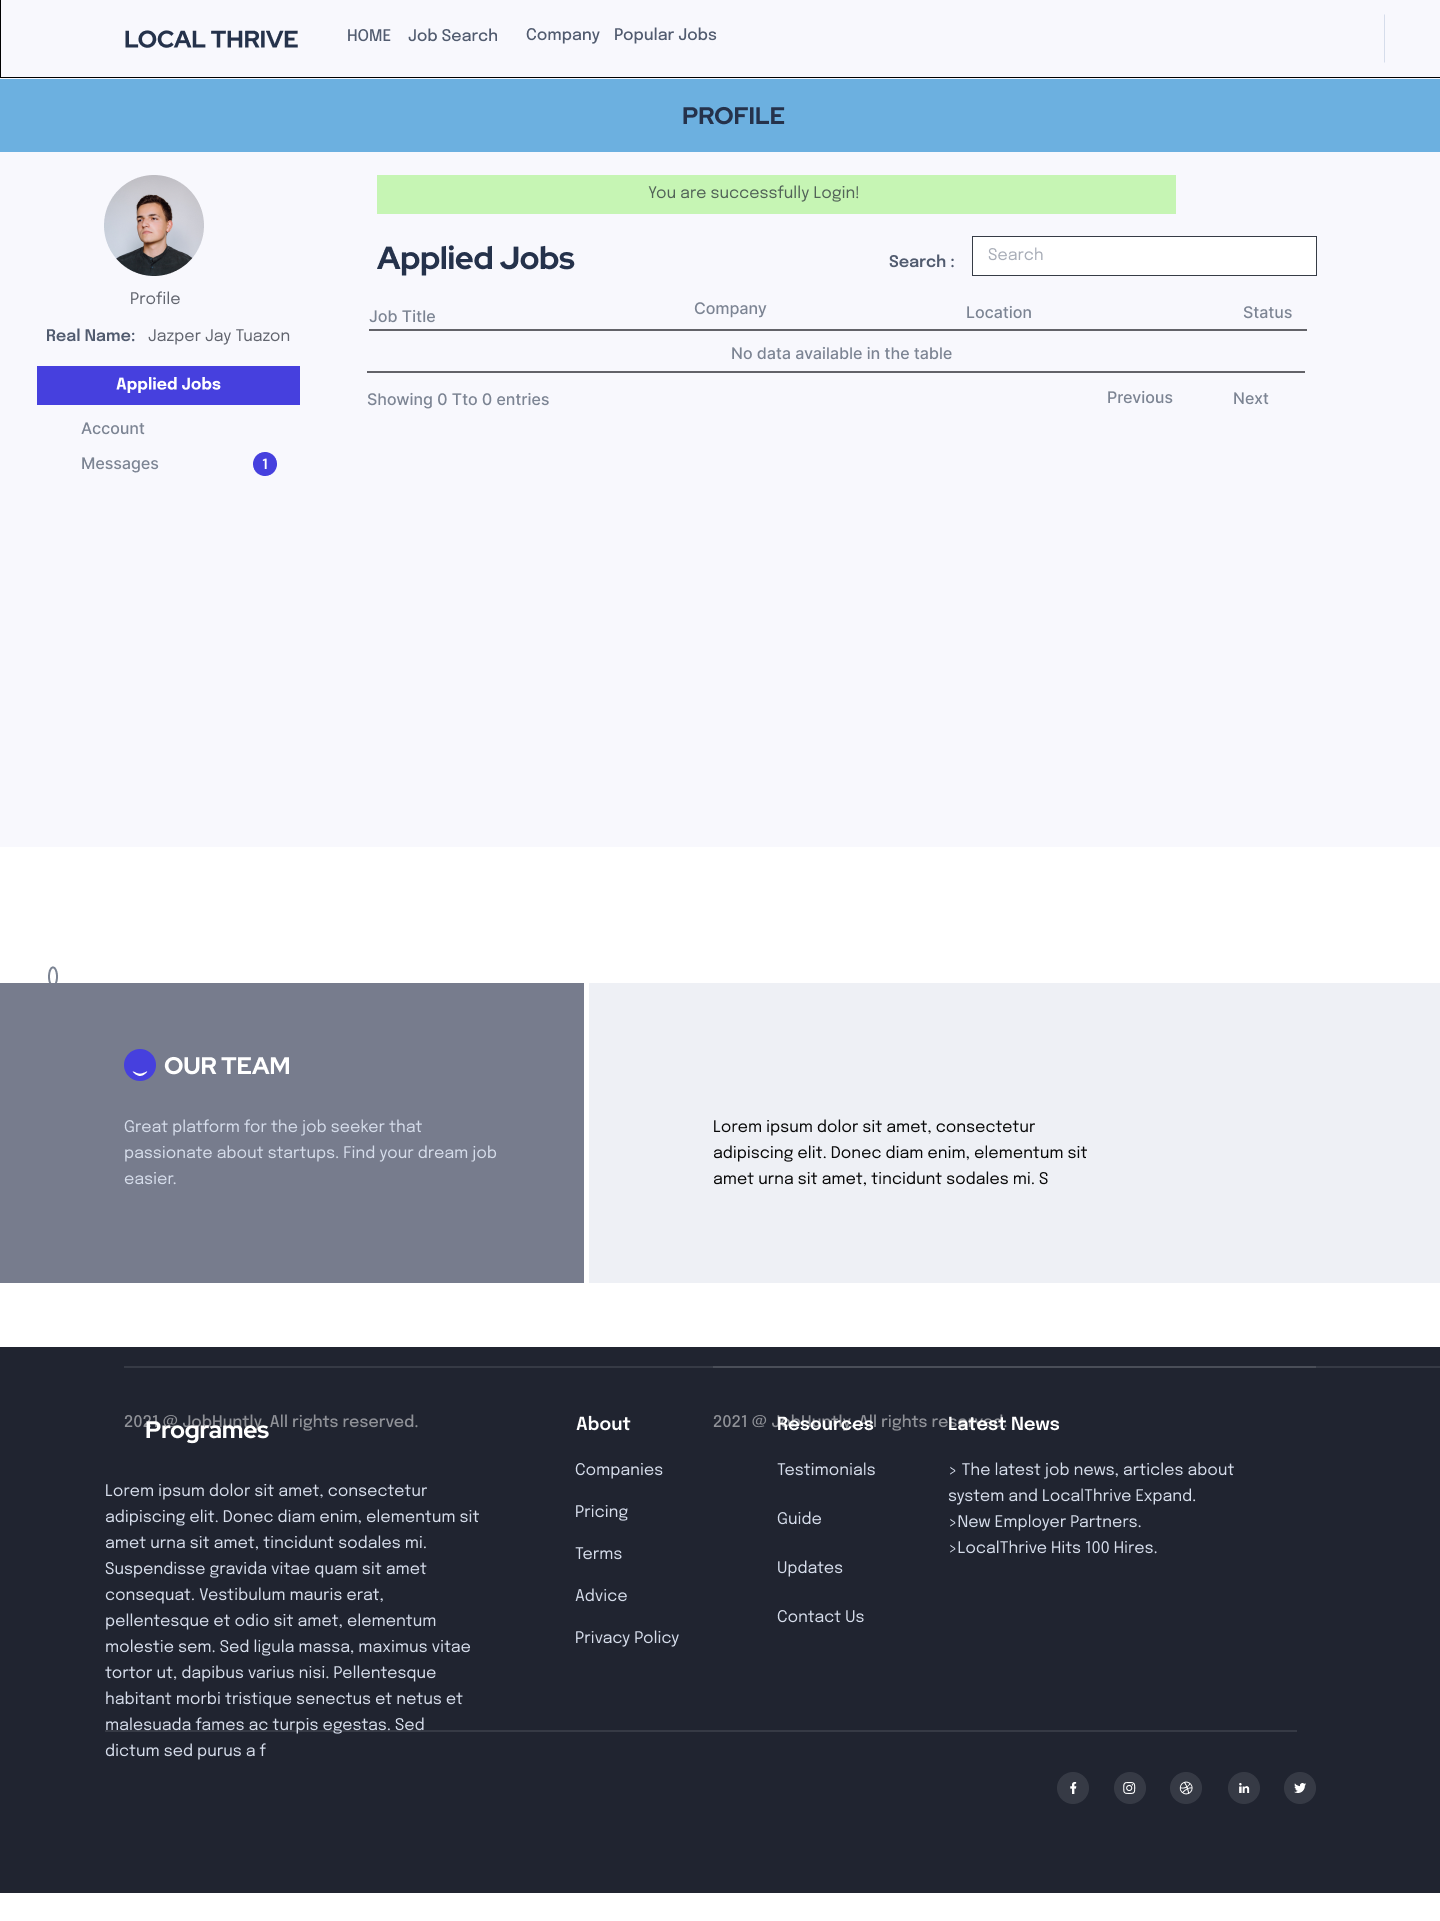 LOCAL THRIVE HOME Job Search Company Popular Jobs
PROFILE
You are successfully Login!
Profile
Real Name: Jazper Jay Tuazon
Applied Jobs
Account
Messages 1
Applied Jobs
Search : Search
Job Title Company Location Status
No data available in the table
Showing 0 Tto 0 entries Previous Next
OUR TEAM
Great platform for the job seeker that
passionate about startups. Find your dream job
easier.
Lorem ipsum dolor sit amet, consectetur
adipiscing elit. Donec diam enim, elementum sit
amet urna sit amet, tincidunt sodales mi. S
2021 @ JobHuntly. All rights reserved.
2021 @ JobHuntly. All rights reserved.
Programes
Lorem ipsum dolor sit amet, consectetur
adipiscing elit. Donec diam enim, elementum sit
amet urna sit amet, tincidunt sodales mi.
Suspendisse gravida vitae quam sit amet
consequat. Vestibulum mauris erat,
pellentesque et odio sit amet, elementum
molestie sem. Sed ligula massa, maximus vitae
tortor ut, dapibus varius nisi. Pellentesque
habitant morbi tristique senectus et netus et
malesuada fames ac turpis egestas. Sed
dictum sed purus a f
About
Companies
Pricing
Terms
Advice
Privacy Policy
Resources
Testimonials
Guide
Updates
Contact Us
Latest News
> The latest job news, articles about
system and LocalThrive Expand.
>New Employer Partners.
>LocalThrive Hits 100 Hires.